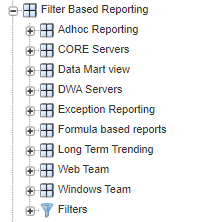 Filter Based Reporting
Adhoc Reporting
CORE Servers
Data Mart view
DWA Servers
Exception Reporting
Formula based reports
Long Term Trending
Web Team
Windows Team
Filters